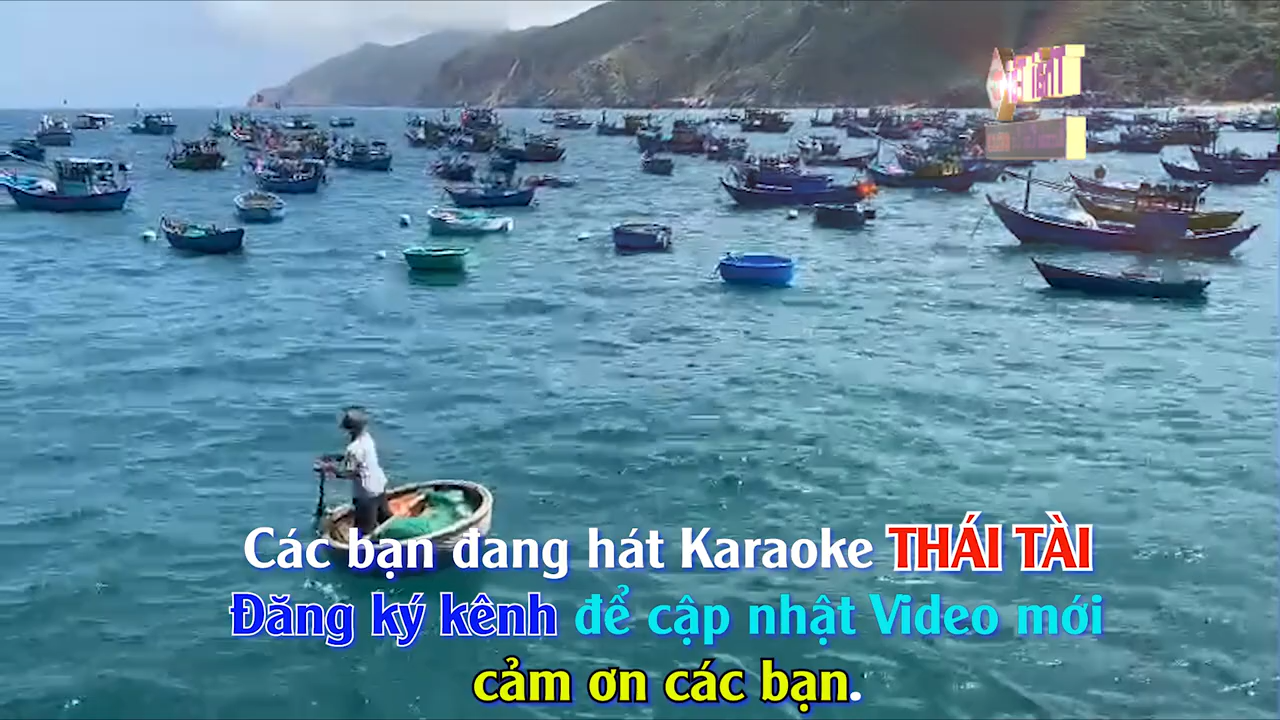 Các bạn đang hát Karaoke THÁI TÀI
Đăng ký kênh để cập nhật Video mới
cảm ơn các bạn.